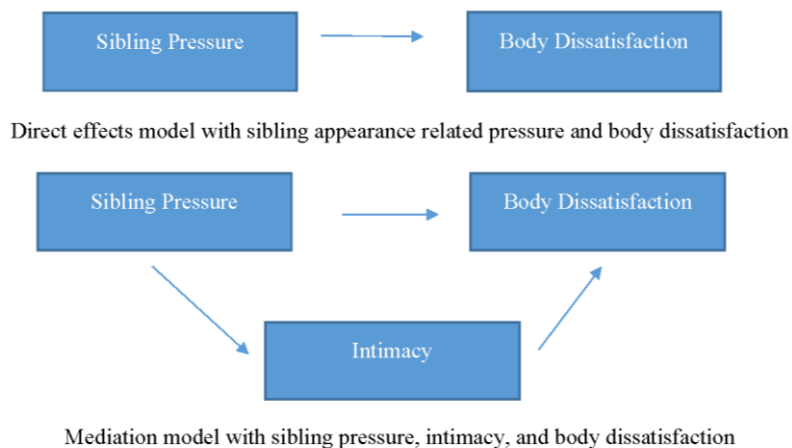 Sibling Pressure
Body Dissatisfaction
Direct effects model with sibling appearance related pressure and body dissatisfaction
Sibling Pressure
Body Dissatisfaction
Intimacy
Mediation model with sibling pressure, intimacy, and body dissatisfaction